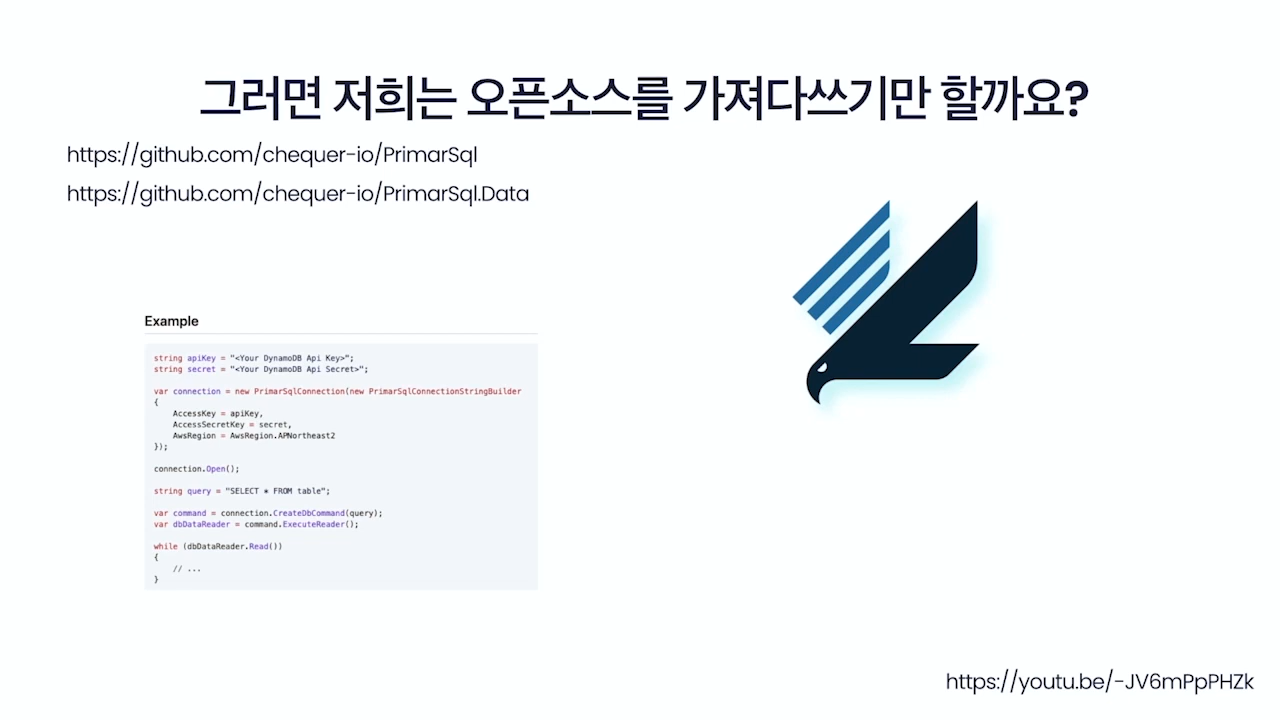 그러면 저희는 오픈소스를 가져다쓰기만 할까요?
https://github.com/chequer-io/PrimarSql
https://github.com/chequer-io/PrimarSql.Data
Example
string apiKey = "<Your DynamoDB Api Key>";
string secret = "<Your DynamoDB Api Secret>";
var connection = new PrimarSqlConnection(new PrimarSqlConnectionStringBuilder
{
    AccessKey = apiKey,
    AccessSecretKey = secret,
    AwsRegion = AwsRegion.APNortheast2
});
connection.Open();
string query = "SELECT * FROM table";
var command = connection.CreateDbCommand(query);
var dbDataReader = command.ExecuteReader();
while (dbDataReader.Read())
{
    // ...
}
https://youtu.be/-JV6mPpPHZk